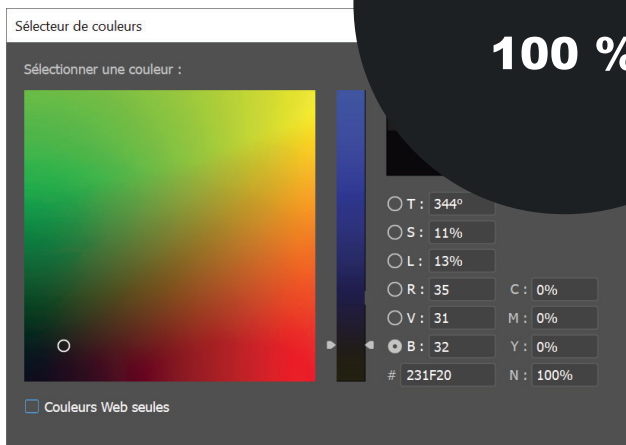 Sélecteur de couleurs
100 %
Sélectionner une couleur :
T : 344°
S : 11%
L : 13%
R : 35 C : 0%
V : 31 M : 0%
B : 32 Y : 0%
# 231F20 N : 100%
Couleurs Web seules